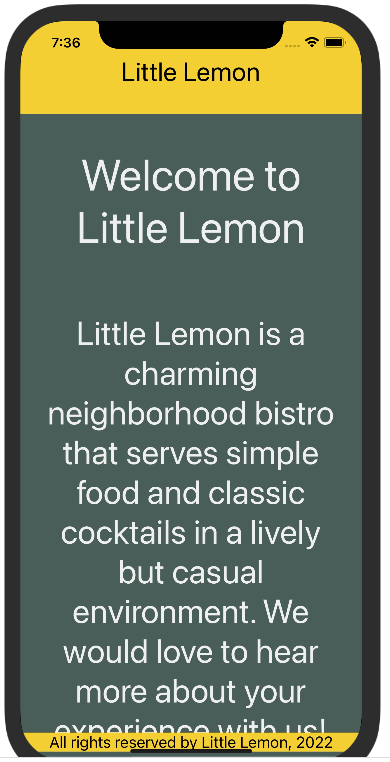 7:36
Little Lemon
Welcome to
Little Lemon
Little Lemon is a
charming
neighborhood bistro
that serves simple
food and classic
cocktails in a lively
but casual
environment. We
would love to hear
more about your
experience with us!
All rights reserved by Little Lemon, 2022